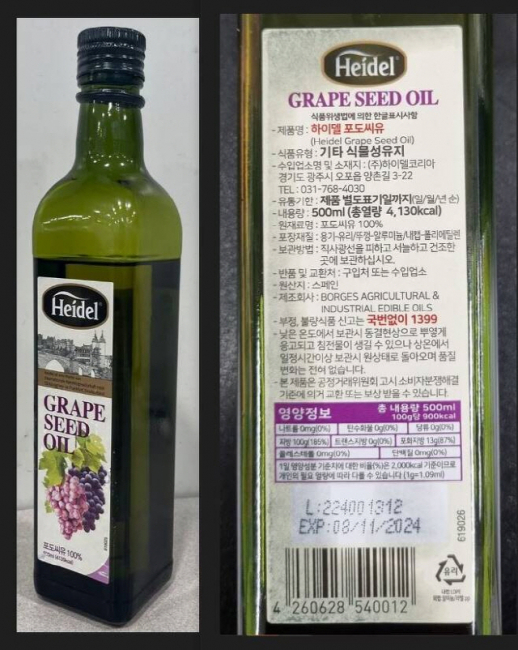 Heidel
GRAPE
SEED
OIL
포도씨유 100%
Heidel
GRAPE SEED OIL
식품위생법에 의한 한글표시사항
- 제품명 : 하이델 포도씨유
(Heidel Grape Seed Oil)
- 식품유형 : 기타 식물성유지
- 수입업소명 및 소재지 : (주)하이델코리아
경기도 광주시 오포읍 양촌길 3-22
TEL : 031-768-4030
- 유통기한 : 제품 별도표기일까지(일/월/년 순)
- 내용량 : 500ml (총열량 4,130kcal)
- 원재료명 : 포도씨유 100%
- 포장재질 : 용기-유리/뚜껑-알루미늄/내캡-폴리에틸렌
- 보관방법 : 직사광선을 피하고 서늘하고 건조한
곳에 보관하십시오.
- 반품 및 교환처 : 구입처 또는 수입업소
- 원산지 : 스페인
- 제조회사 : BORGES AGRICULTURAL &
INDUSTRIAL EDIBLE OILS
- 부정, 불량식품 신고는 국번없이 1399
- 낮은 온도에서 보관시 동결현상으로 뿌옇게
응고되고 침전물이 생길 수 있으나 상온에서
일정시간이상 보관시 원상태로 돌아오며 품질
변화는 전혀 없습니다.
- 본 제품은 공정거래위원회 고시 소비자분쟁해결
기준에 의거 교환 또는 보상 받을 수 있습니다.
영양정보 총 내용량 500ml
100g당 900kcal
나트륨 0mg(0%) 탄수화물 0g(0%) 당류 0g(0%)
지방 100g(185%) 트랜스지방 0g(0%) 포화지방 13g(87%)
콜레스테롤 0mg(0%) 단백질 0mg(0%)
1일 영양성분 기준치에 대한 비율(%)은 2,000kcal 기준이므로
개인의 필요 열량에 따라 다를 수 있습니다 (1g=1.09ml)
L:224001312
EXP:08/11/2024
619026
유리
4 260628 540012